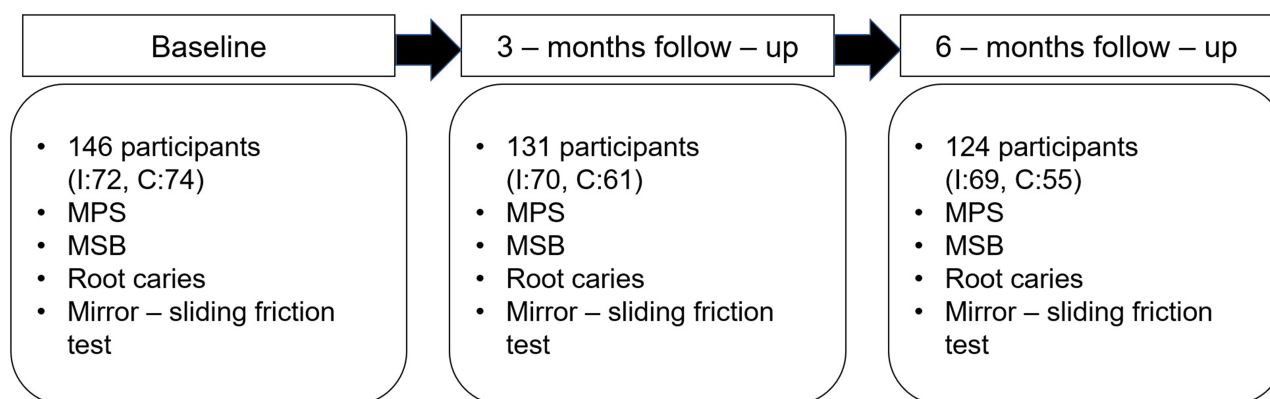 Baseline
3 – months follow – up
6 – months follow – up
• 146 participants
(I:72, C:74)
• MPS
• MSB
• Root caries
• Mirror – sliding friction
test
• 131 participants
(I:70, C:61)
• MPS
• MSB
• Root caries
• Mirror – sliding friction
test
• 124 participants
(I:69, C:55)
• MPS
• MSB
• Root caries
• Mirror – sliding friction
test